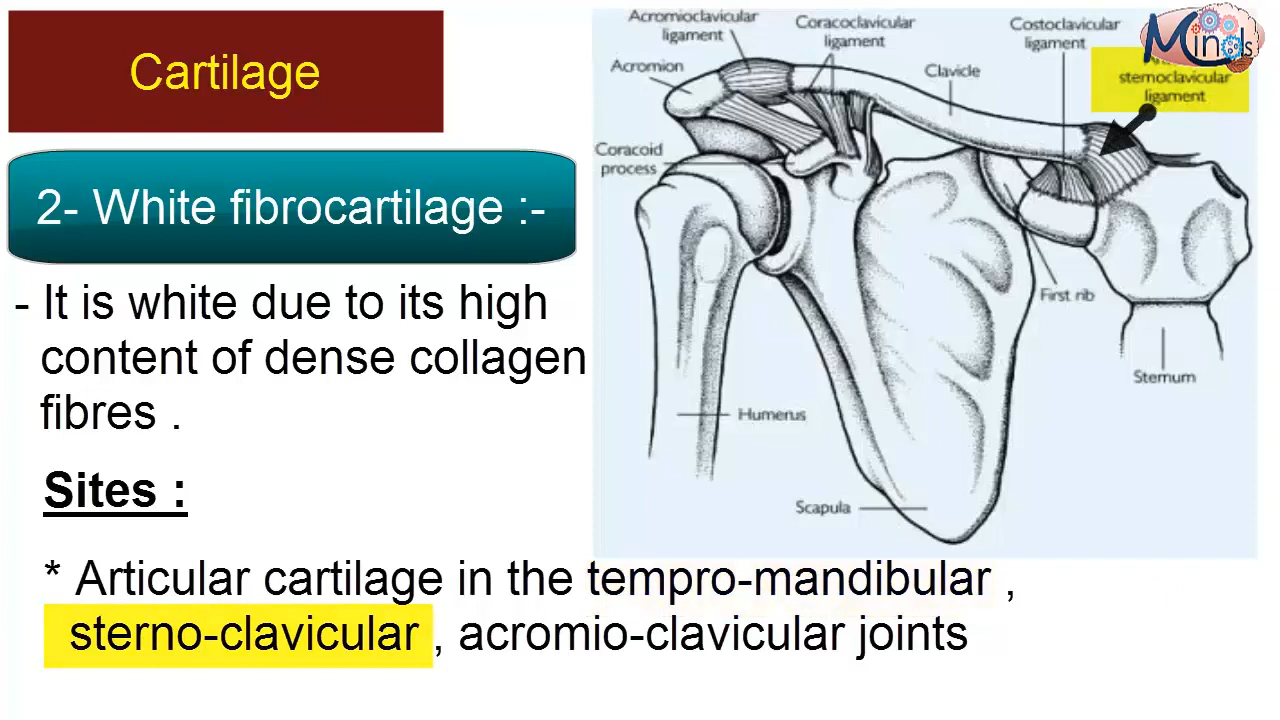 Cartilage
2- White fibrocartilage :-
- It is white due to its high
content of dense collagen
fibres .
Sites :
* Articular cartilage in the tempro-mandibular ,
sterno-clavicular , acromio-clavicular joints
Acromioclavicular
ligament
Coracoclavicular
ligament
Costoclavicular
ligament
Minds
sternoclavicular
ligament
Acromion
Clavicle
Coracoid
process
First rib
Sternum
Humerus
Scapula